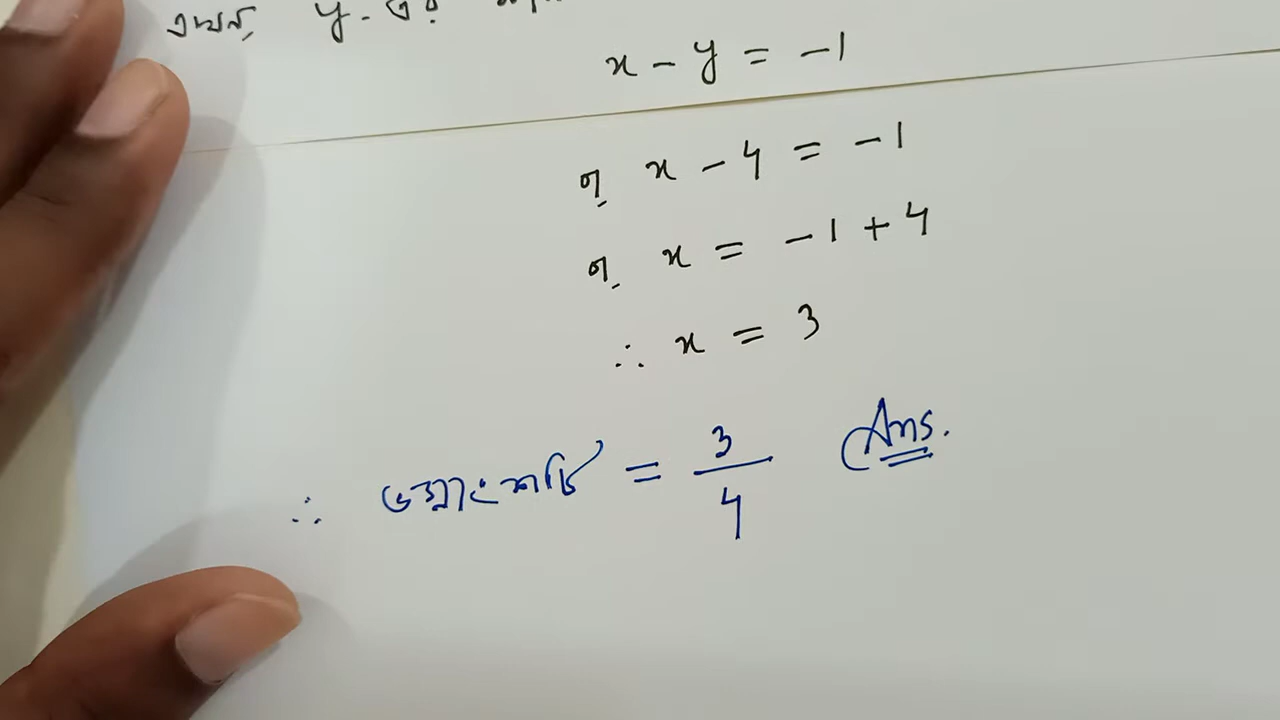 এখন, y-এর
x - y = -1
বা, x - 4 = -1
বা, x = -1 + 4
∴ x = 3
∴ ভগ্নাংশটি = 3/4 Ans.